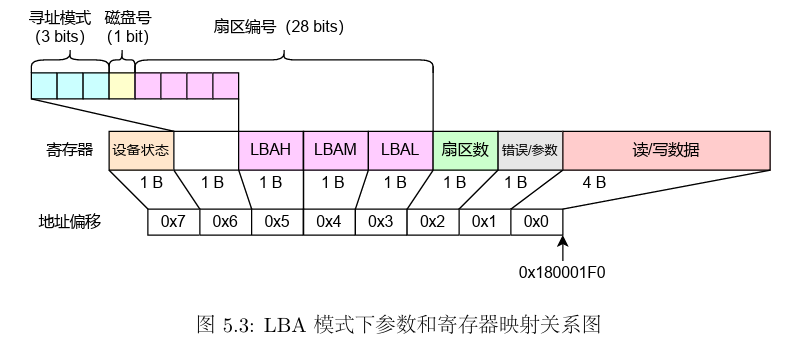 寻址模式 磁盘号 扇区编号 (28 bits)
(3 bits) (1 bit)
寄存器 设备状态 LBAH LBAM LBAL 扇区数 错误/参数 读/写数据
1 B 1 B 1 B 1 B 1 B 1 B 1 B 4 B
地址偏移 0x7 0x6 0x5 0x4 0x3 0x2 0x1 0x0
0x180001F0
图 5.3: LBA 模式下参数和寄存器映射关系图